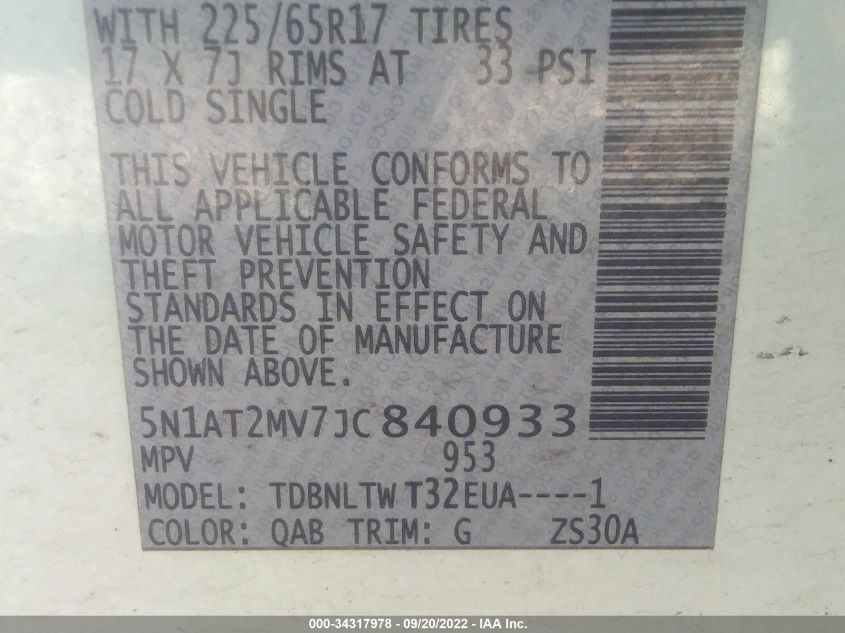 WITH 225/65R17 TIRES
17 X 7J RIMS AT 33 PSI
COLD SINGLE
THIS VEHICLE CONFORMS TO
ALL APPLICABLE FEDERAL
MOTOR VEHICLE SAFETY AND
THEFT PREVENTION
STANDARDS IN EFFECT ON
THE DATE OF MANUFACTURE
SHOWN ABOVE.
5N1AT2MV7JC840933
MPV 953
MODEL: TDBNLTW T32EUA----1
COLOR: QAB TRIM: G ZS30A
000-34317978 - 09/20/2022 - IAA Inc.